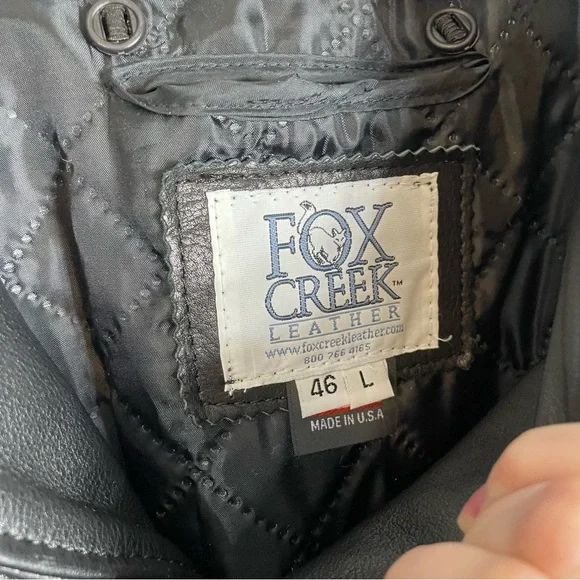 FOX
CREEK™
LEATHER
www.foxcreekleather.com
800 766 4165
46 L
MADE IN U.S.A